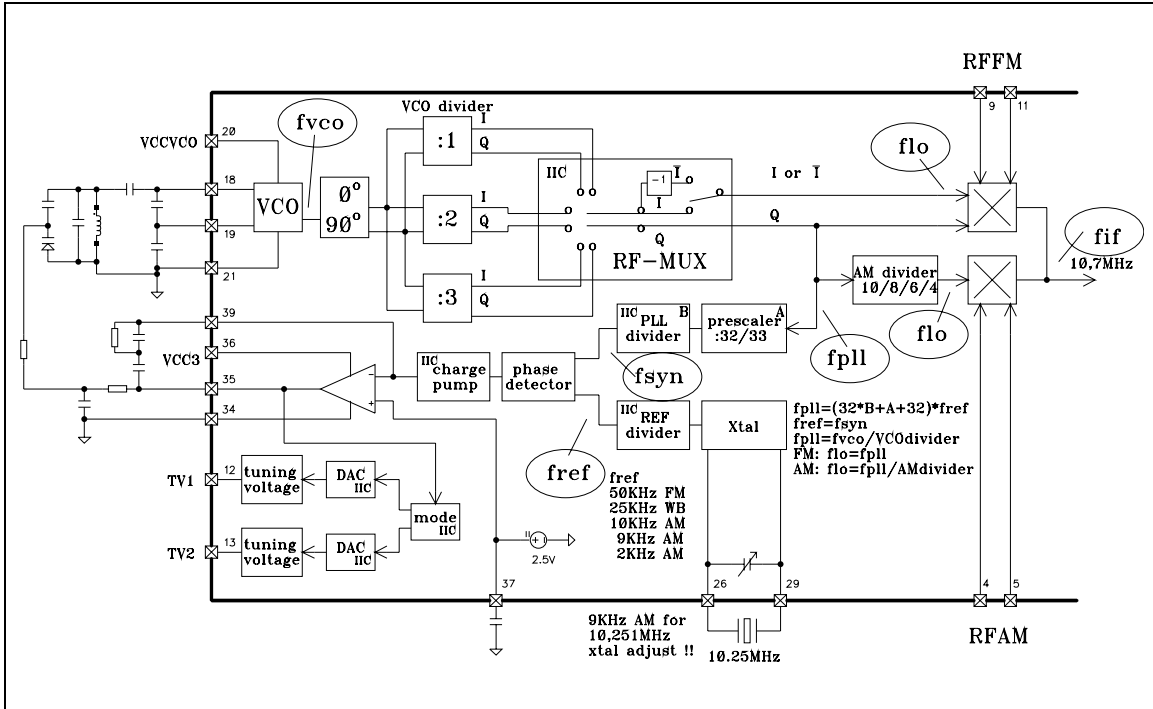 RFFM
9
11
VCO divider
I
Q
:1
fvco
VCCVCO
20
flo
18
VCO
0°
90°
:2
I
Q
IIC
-1
I̅
I
Q
RF-MUX
I or I̅
Q
19
21
:3
I
Q
fif
10,7MHz
AM divider
10/8/6/4
flo
fpll
39
VCC3
36
35
34
-
+
IIC
charge
pump
phase
detector
IIC
PLL
B
divider
prescaler
A
:32/33
fsyn
IIC
REF
divider
Xtal
fref
fpll=(32*B+A+32)*fref
fref=fsyn
fpll=fvco/VCOdivider
FM: flo=fpll
AM: flo=fpll/AMdivider
fref
50KHz FM
25KHz WB
10KHz AM
9KHz AM
2KHz AM
TV1
12
tuning
voltage
DAC
IIC
mode
IIC
TV2
13
tuning
voltage
DAC
IIC
2.5V
37
26
29
4
5
9KHz AM for
10,251MHz
xtal adjust !!
10.25MHz
RFAM